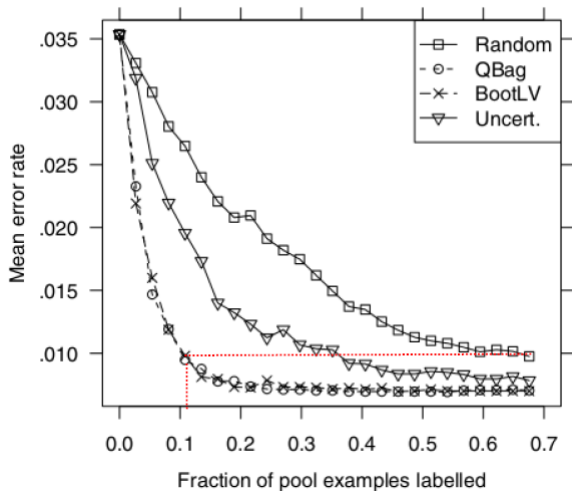 Mean error rate
.035
.030
.025
.020
.015
.010
Random
QBag
BootLV
Uncert.
0.0 0.1 0.2 0.3 0.4 0.5 0.6 0.7
Fraction of pool examples labelled